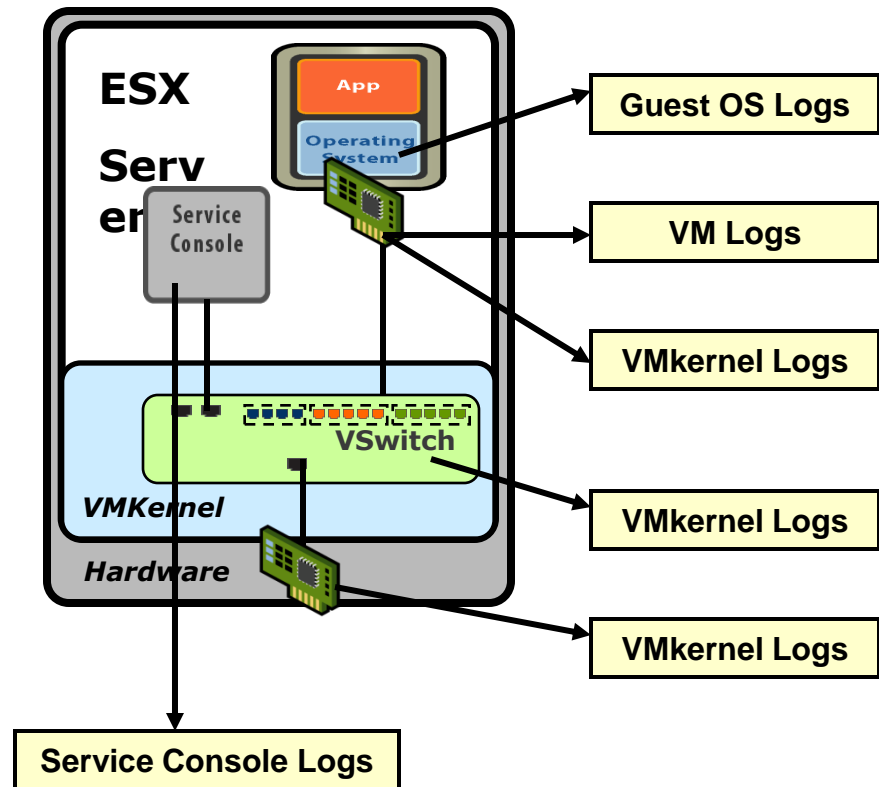 ESX
App
Guest OS Logs
Operating
System
Serv
er
Service
Console
VM Logs
VMkernel Logs
VSwitch
VMKernel
VMkernel Logs
Hardware
VMkernel Logs
Service Console Logs